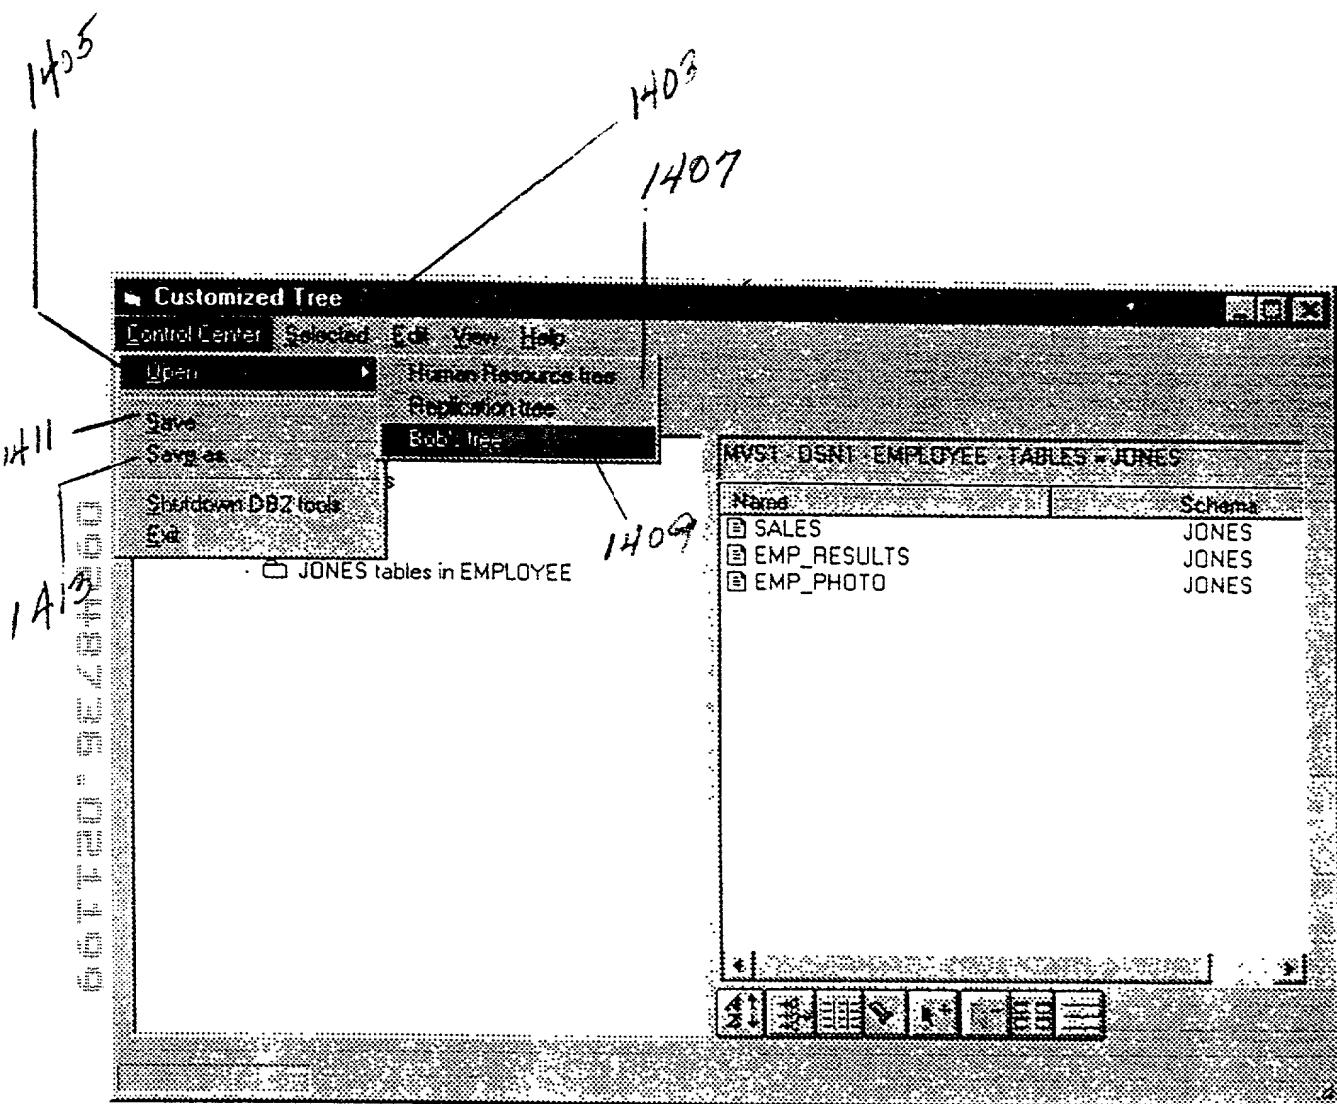 1405
1403
1407
Customized Tree
Control Center Selected Edit View Help
Open
Human Resource tree
Replication tree
Bob's tree
Save
Save as...
Shutdown DB2 tools
Exit
1411
1413
1409
s
JONES tables in EMPLOYEE
MVS1 - DSN1 - EMPLOYEE - TABLES - JONES
Name Schema
SALES JONES
EMP_RESULTS JONES
EMP_PHOTO JONES